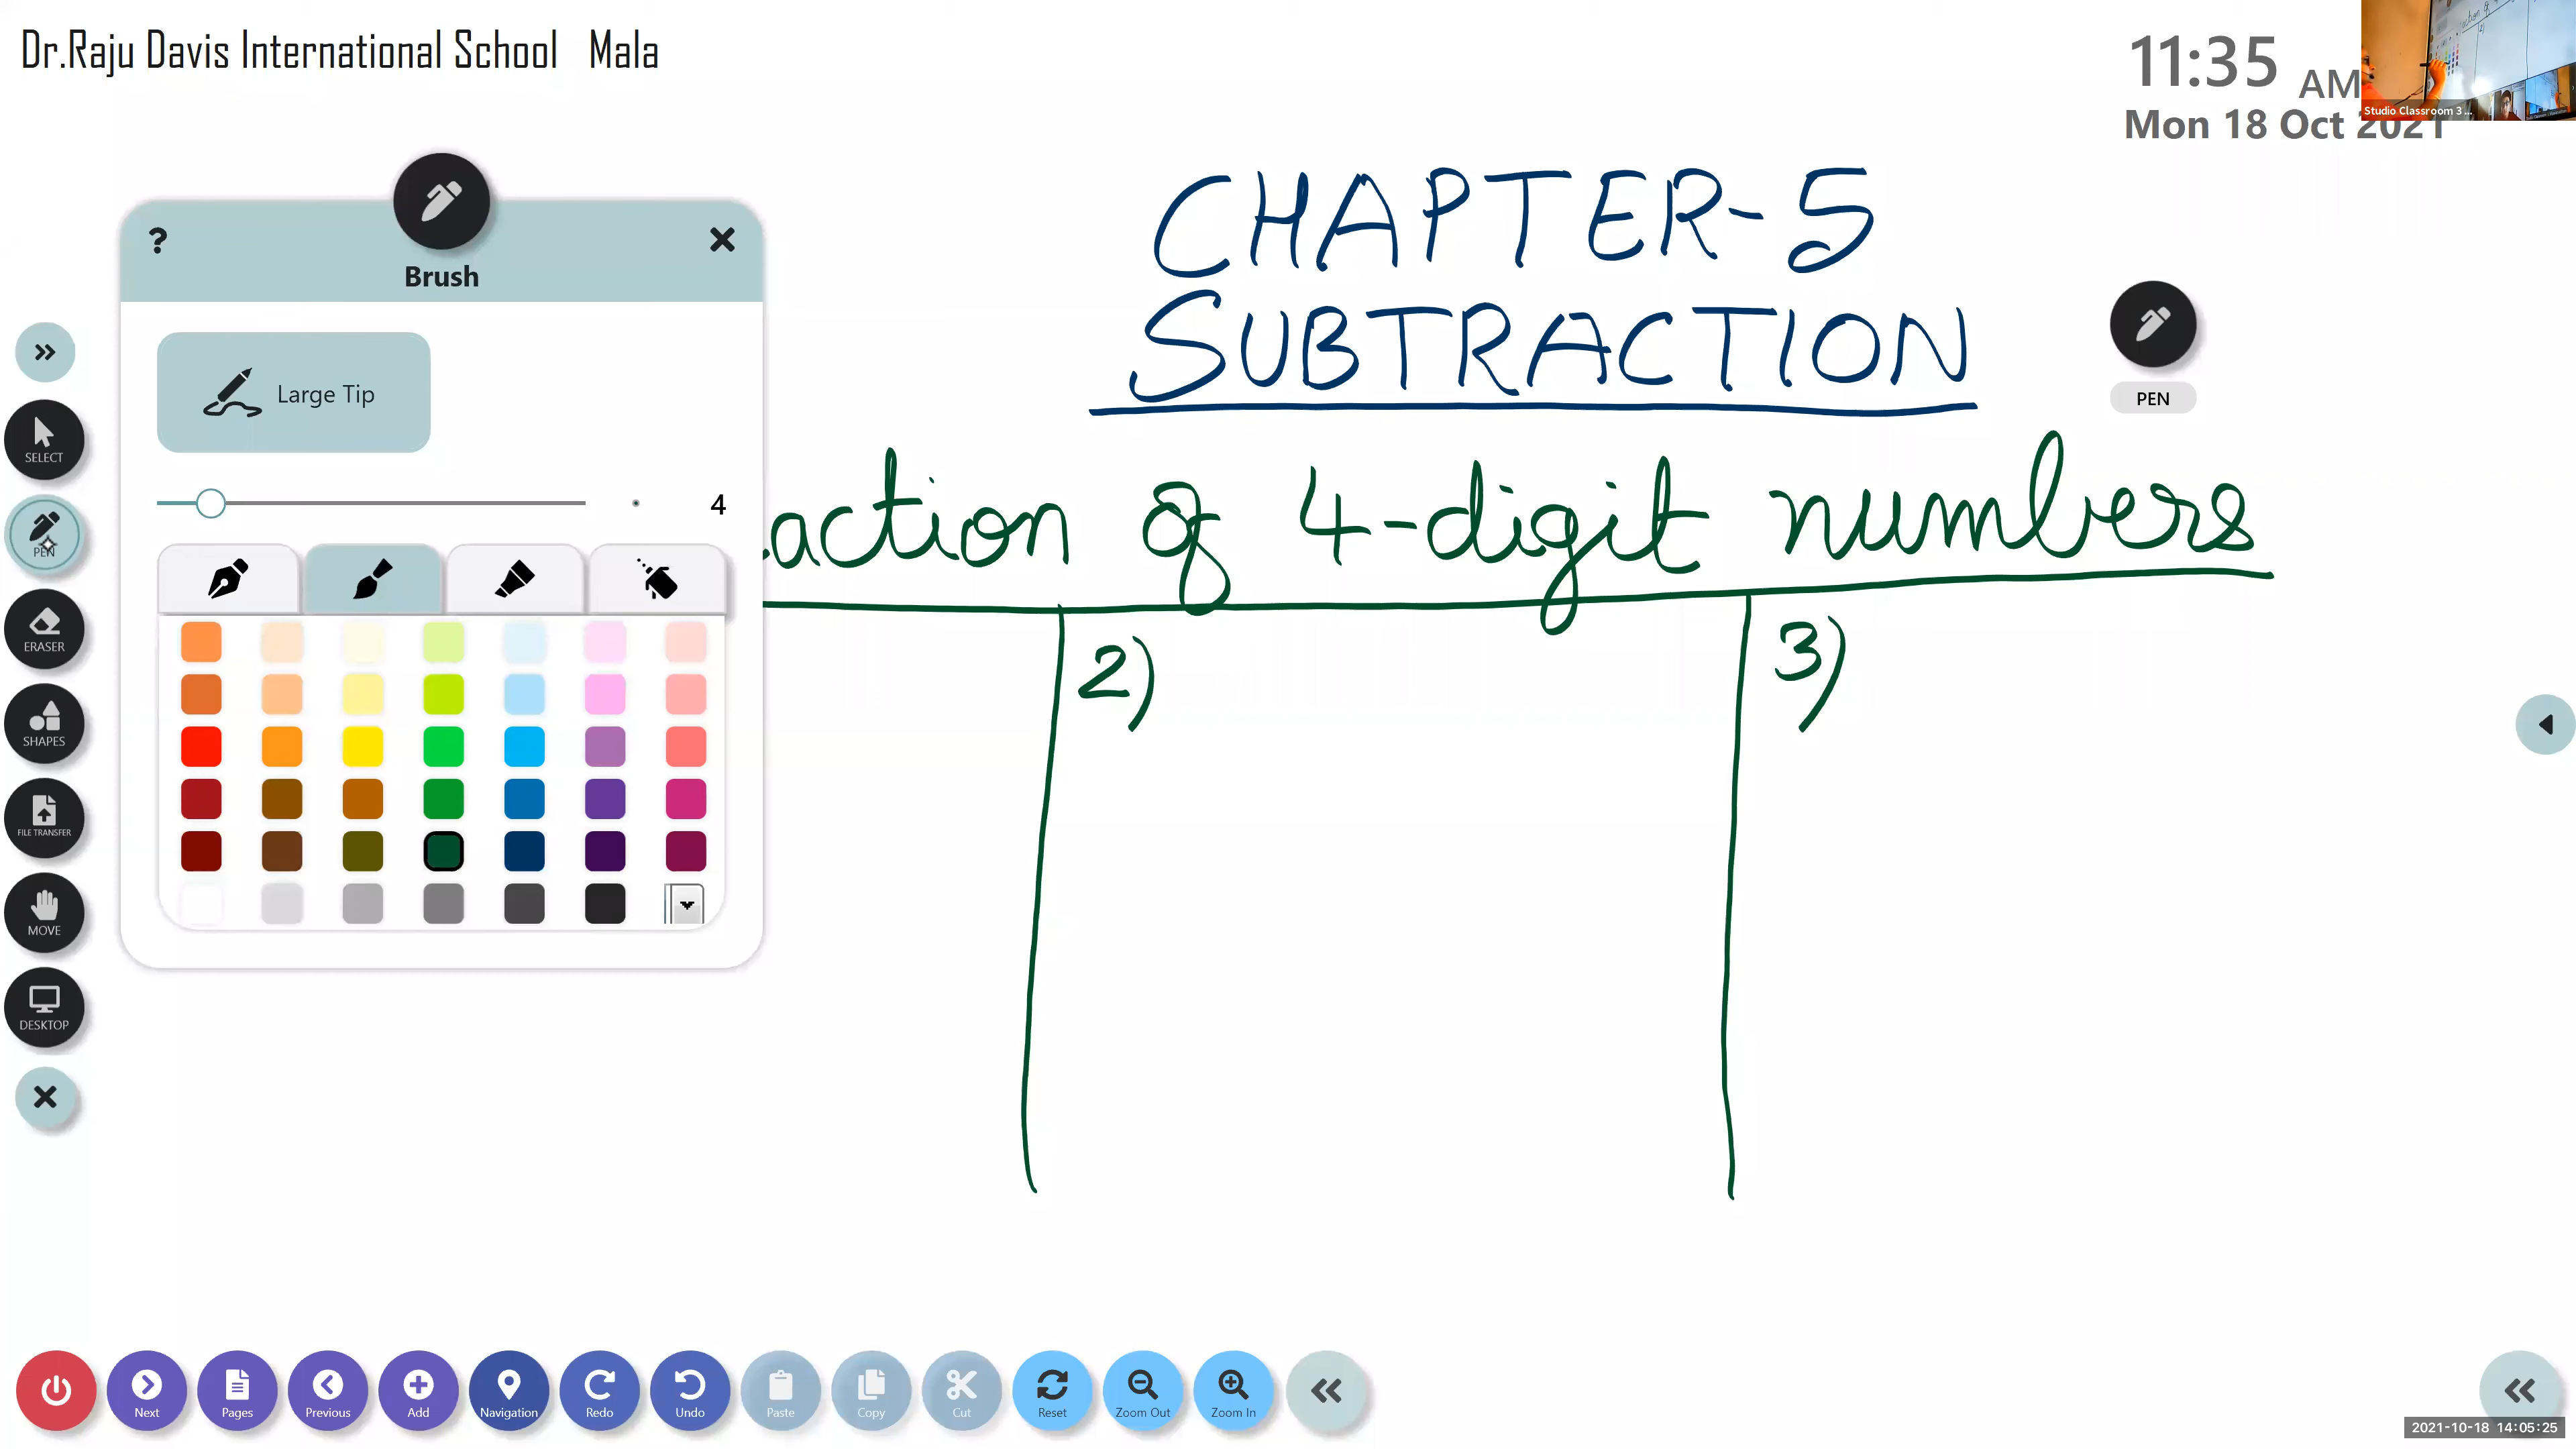 Dr.Raju Davis International School Mala
11:35 AM
Mon 18 Oct 2021
Studio Classroom 3 ...
CHAPTER-5
SUBTRACTION
action of 4-digit numbers
2)
3)
?
Brush
Large Tip
4
PEN
SELECT
PEN
ERASER
SHAPES
FILE TRANSFER
MOVE
DESKTOP
Next
Pages
Previous
Add
Navigation
Redo
Undo
Paste
Copy
Cut
Reset
Zoom Out
Zoom In
2021-10-18 14:05:25